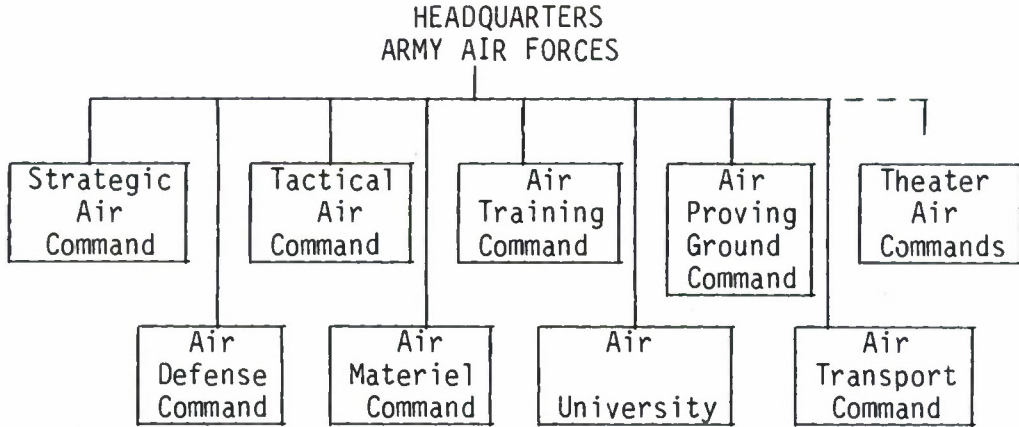 HEADQUARTERS
ARMY AIR FORCES
Strategic
Air
Command
Tactical
Air
Command
Air
Training
Command
Air
Proving
Ground
Command
Theater
Air
Commands
Air
Defense
Command
Air
Materiel
Command
Air
University
Air
Transport
Command